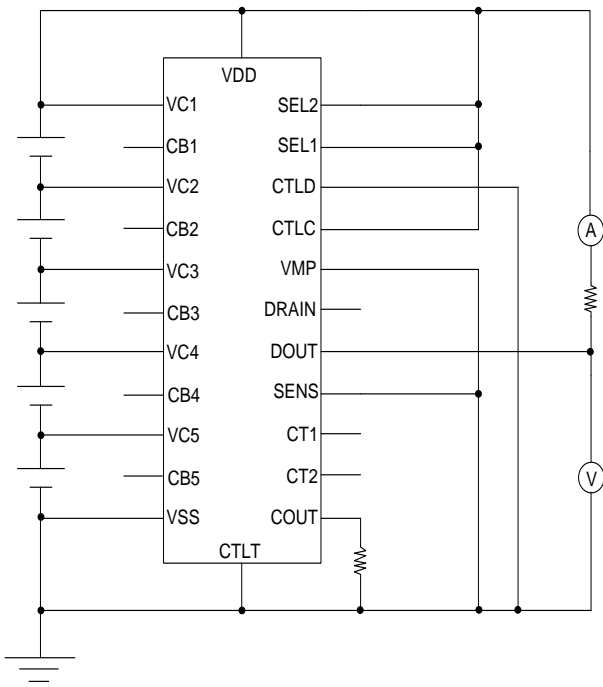 VDD
VC1
SEL2
CB1
SEL1
VC2
CTLD
CB2
CTLC
VC3
VMP
CB3
DRAIN
VC4
DOUT
CB4
SENS
VC5
CT1
CB5
CT2
VSS
COUT
CTLT
A
V